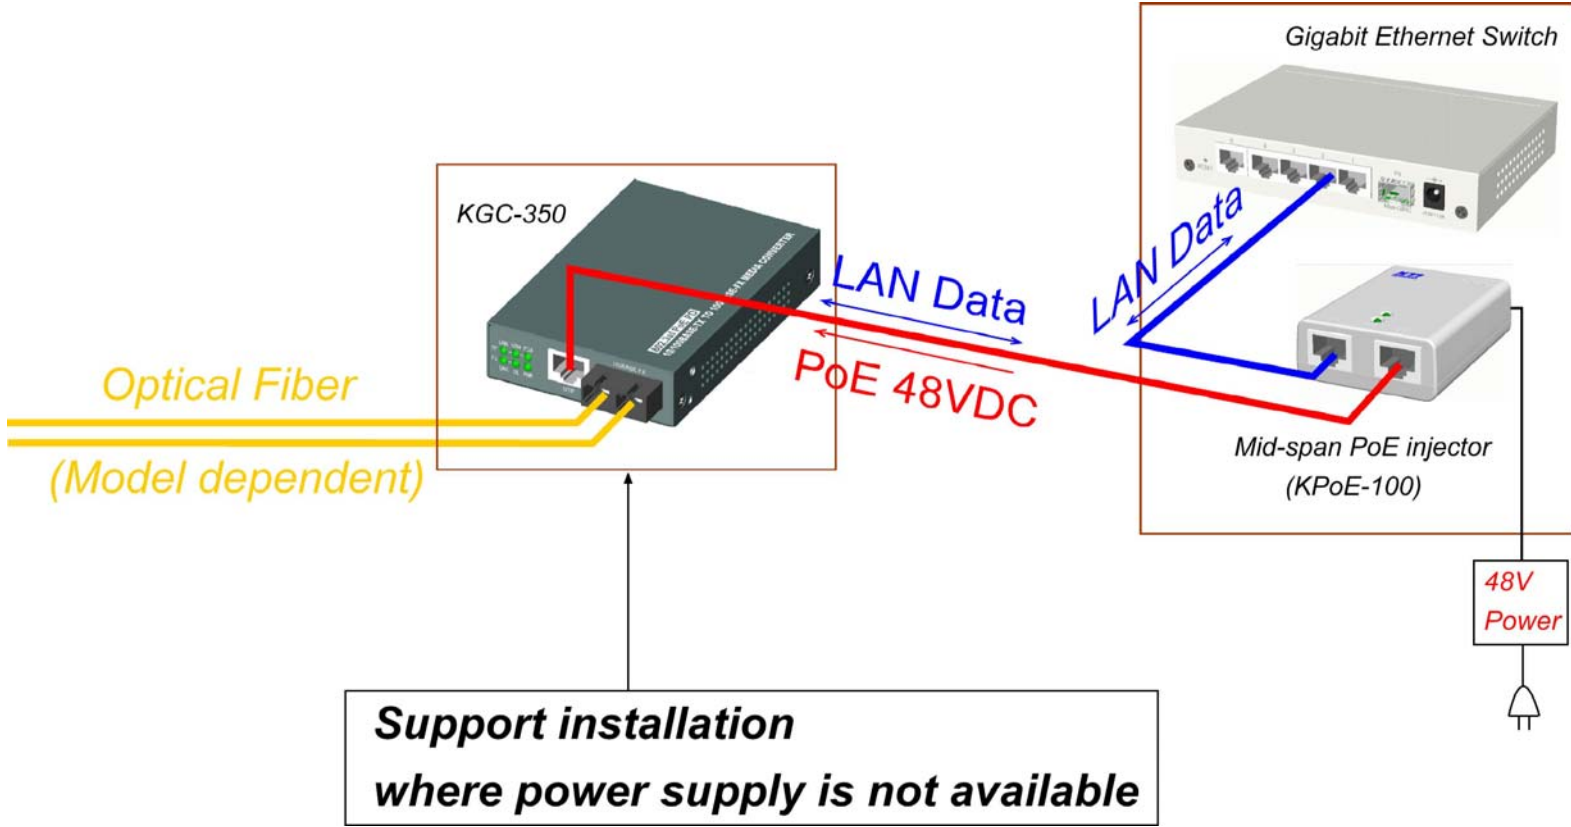 Gigabit Ethernet Switch
KGC-350
LAN Data
LAN Data
PoE 48VDC
Optical Fiber
(Model dependent)
Mid-span PoE injector
(KPoE-100)
48V
Power
Support installation
where power supply is not available